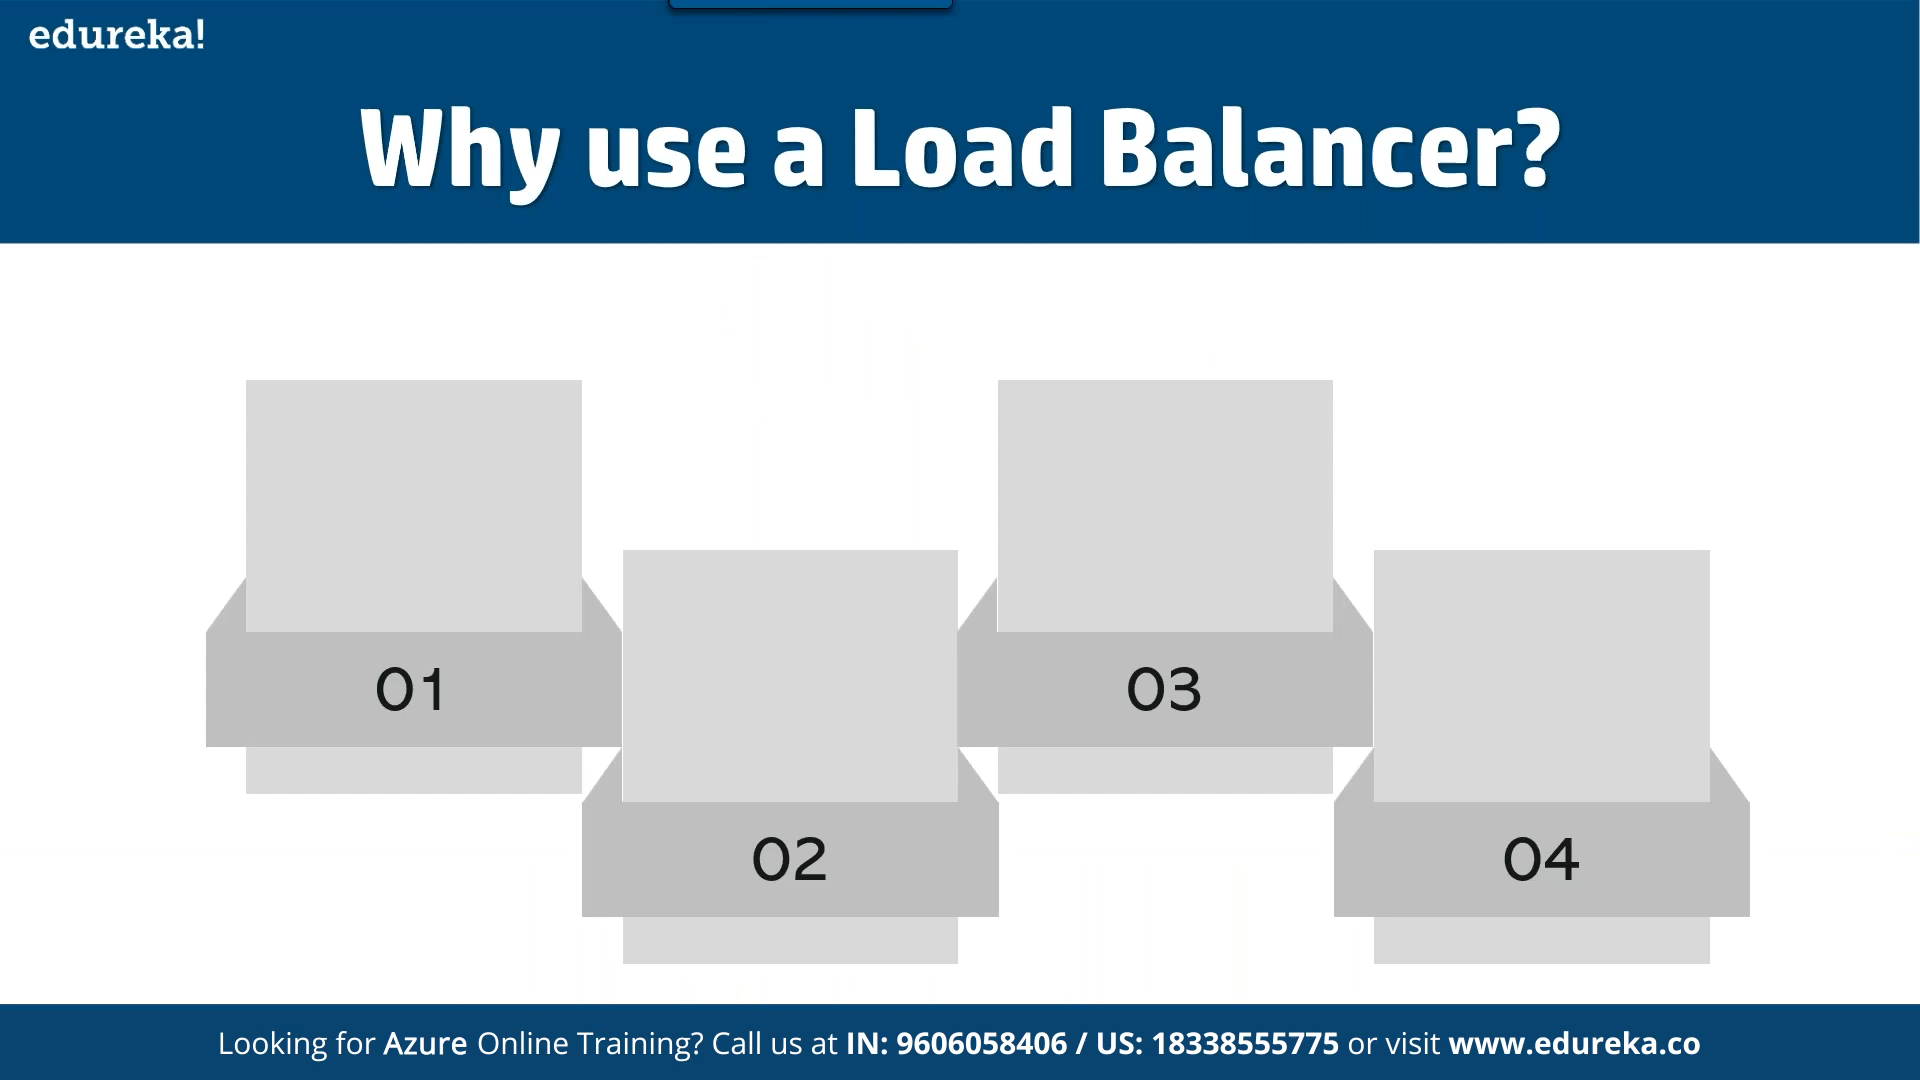 edureka!
Why use a Load Balancer?
01
02
03
04
Looking for Azure Online Training? Call us at IN: 9606058406 / US: 18338555775 or visit www.edureka.co